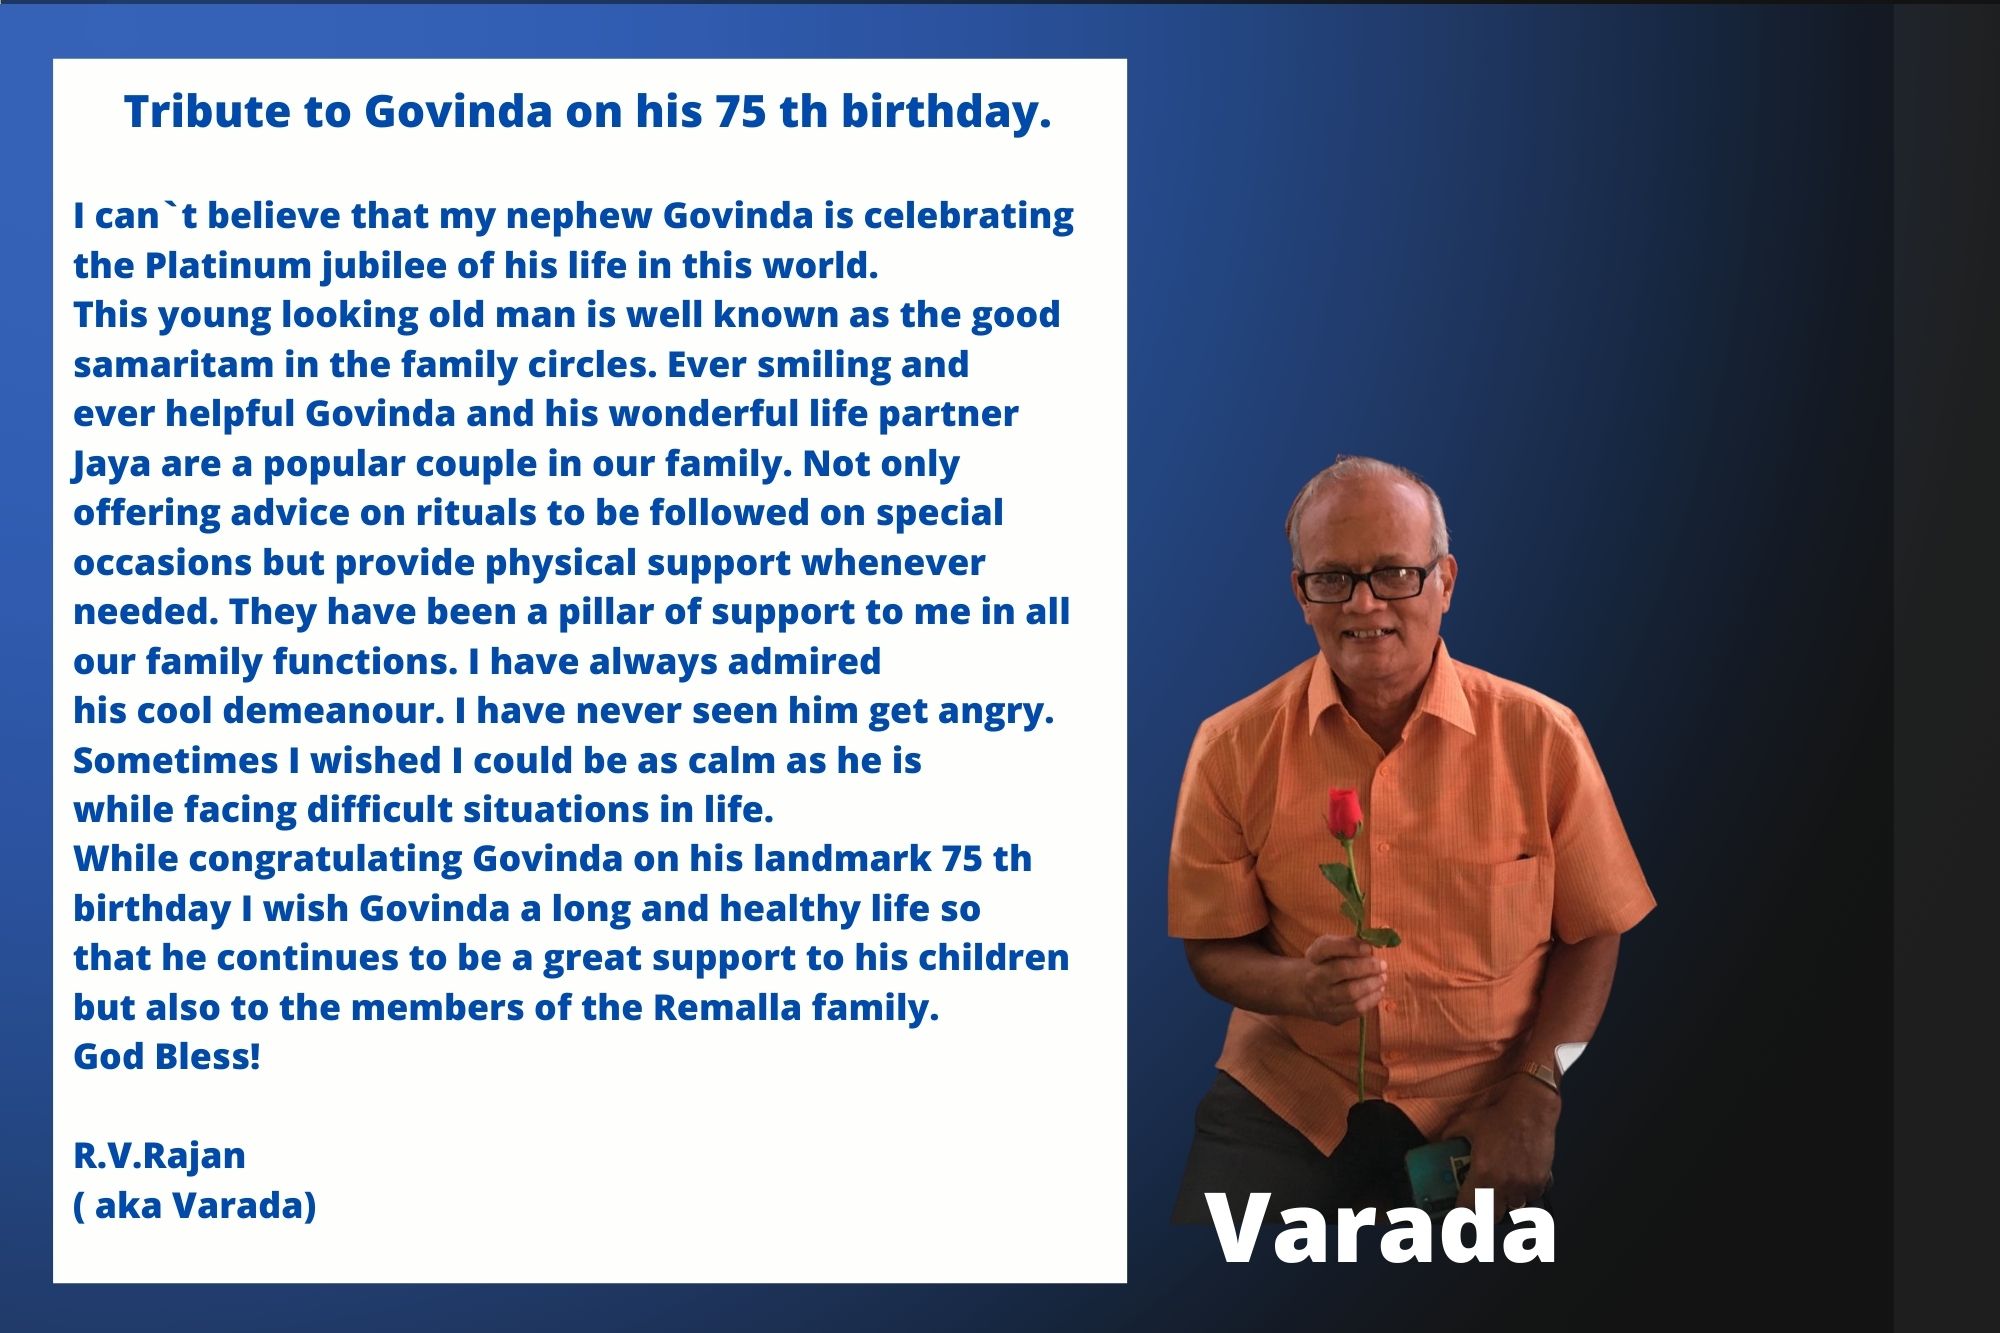 Tribute to Govinda on his 75 th birthday.
I can`t believe that my nephew Govinda is celebrating
the Platinum jubilee of his life in this world.
This young looking old man is well known as the good
samaritam in the family circles. Ever smiling and
ever helpful Govinda and his wonderful life partner
Jaya are a popular couple in our family. Not only
offering advice on rituals to be followed on special
occasions but provide physical support whenever
needed. They have been a pillar of support to me in all
our family functions. I have always admired
his cool demeanour. I have never seen him get angry.
Sometimes I wished I could be as calm as he is
while facing difficult situations in life.
While congratulating Govinda on his landmark 75 th
birthday I wish Govinda a long and healthy life so
that he continues to be a great support to his children
but also to the members of the Remalla family.
God Bless!
R.V.Rajan
( aka Varada)
Varada